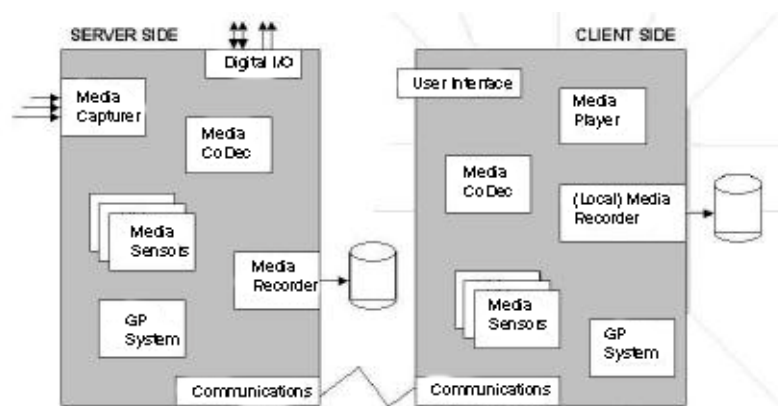 SERVER SIDE
Digital I/O
Media
Capturer
Media
CoDec
Media
Sensors
Media
Recorder
GP
System
Communications
CLIENT SIDE
User Interface
Media
Player
Media
CoDec
(Local) Media
Recorder
Media
Sensors
GP
System
Communications